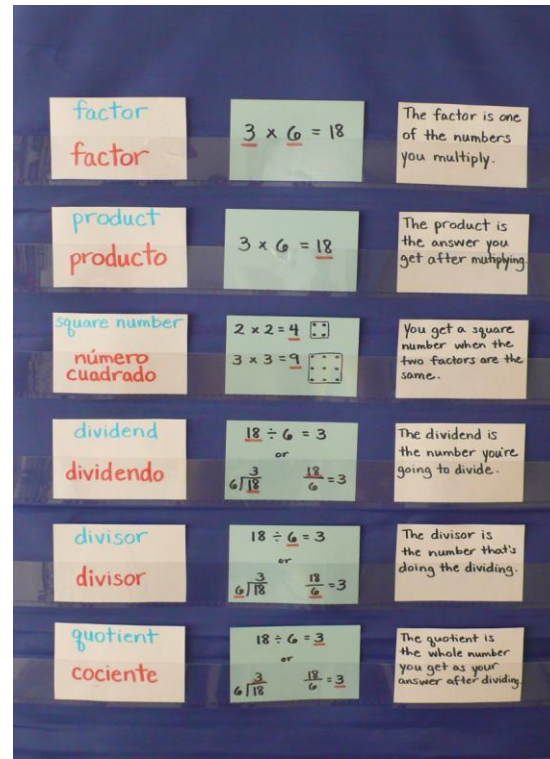 factor
factor
3 × 6 = 18
The factor is one
of the numbers
you multiply.
product
producto
3 × 6 = 18
The product is
the answer you
get after mutiplying
square number
número
cuadrado
2 × 2 = 4
3 × 3 = 9
You get a square
number when the
two factors are the
same.
dividend
dividendo
18 ÷ 6 = 3
or
3
6⟌18
18/6 = 3
The dividend is
the number you're
going to divide.
divisor
divisor
18 ÷ 6 = 3
or
3
6⟌18
18/6 = 3
The divisor is
the number that's
doing the dividing.
quotient
cociente
18 ÷ 6 = 3
or
3
6⟌18
18/6 = 3
The quotient is
the whole number
you get as your
answer after dividing.